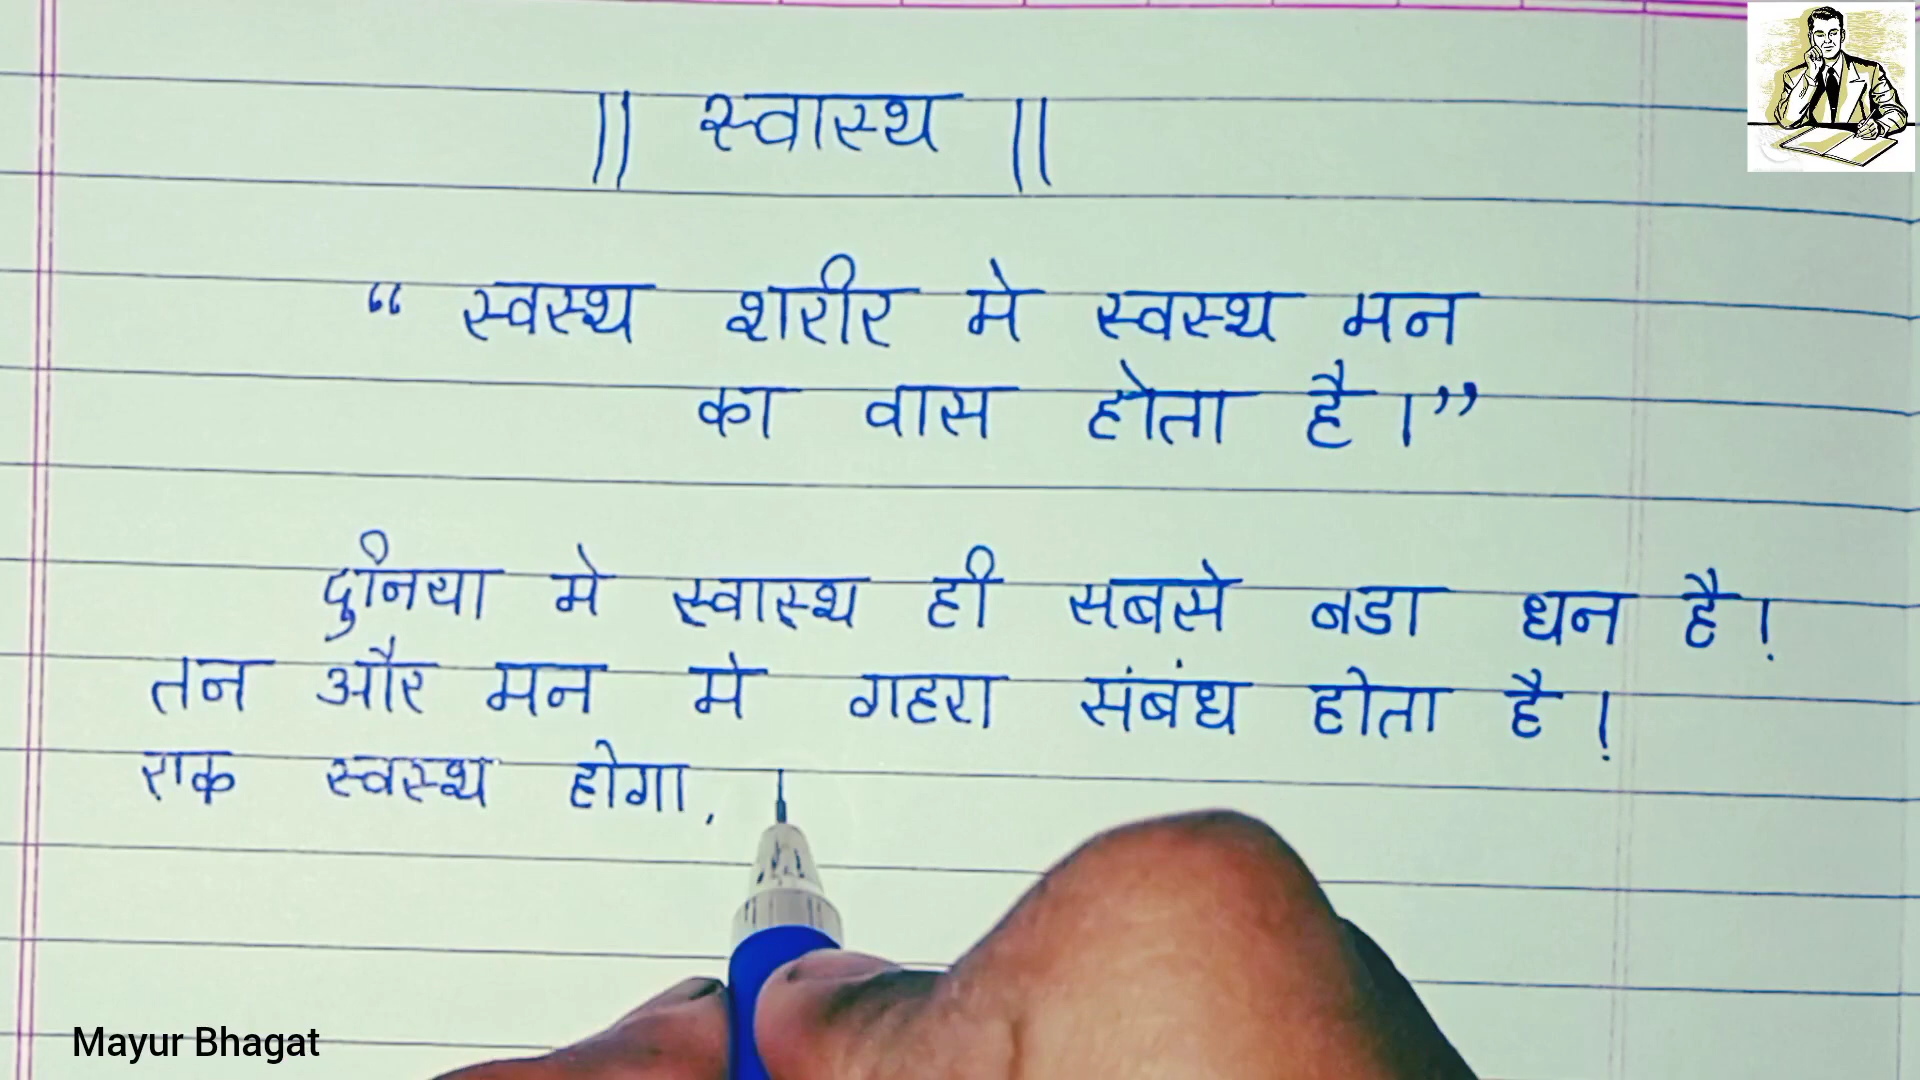 || स्वास्थ ||
“ स्वस्थ शरीर मे स्वस्थ मन
का वास होता है।”
दुनिया मे स्वास्थ ही सबसे बडा धन है!
तन और मन मे गहरा संबंध होता है!
एक स्वस्थ होगा,
Mayur Bhagat